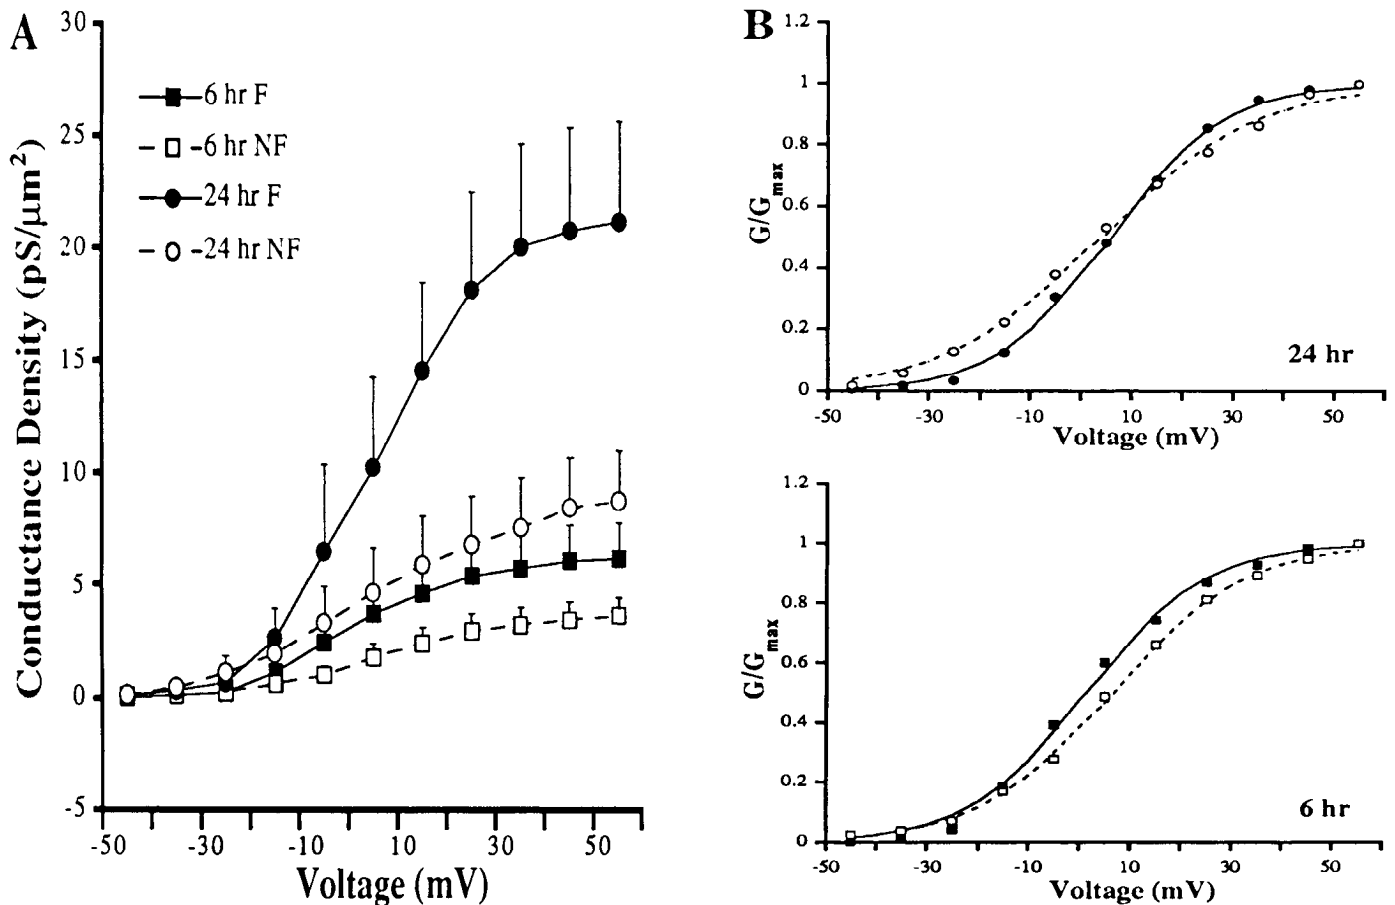 A
30
25
20
15
10
5
0
-5
Conductance Density (pS/μm²)
6 hr F
-6 hr NF
24 hr F
-24 hr NF
-50
-30
-10
10
30
50
Voltage (mV)
B
1.2
1
0.8
0.6
0.4
0.2
0
G/Gmax
24 hr
-50
-30
-10
10
30
50
Voltage (mV)
1.2
1
0.8
0.6
0.4
0.2
0
G/Gmax
6 hr
-50
-30
-10
10
30
50
Voltage (mV)